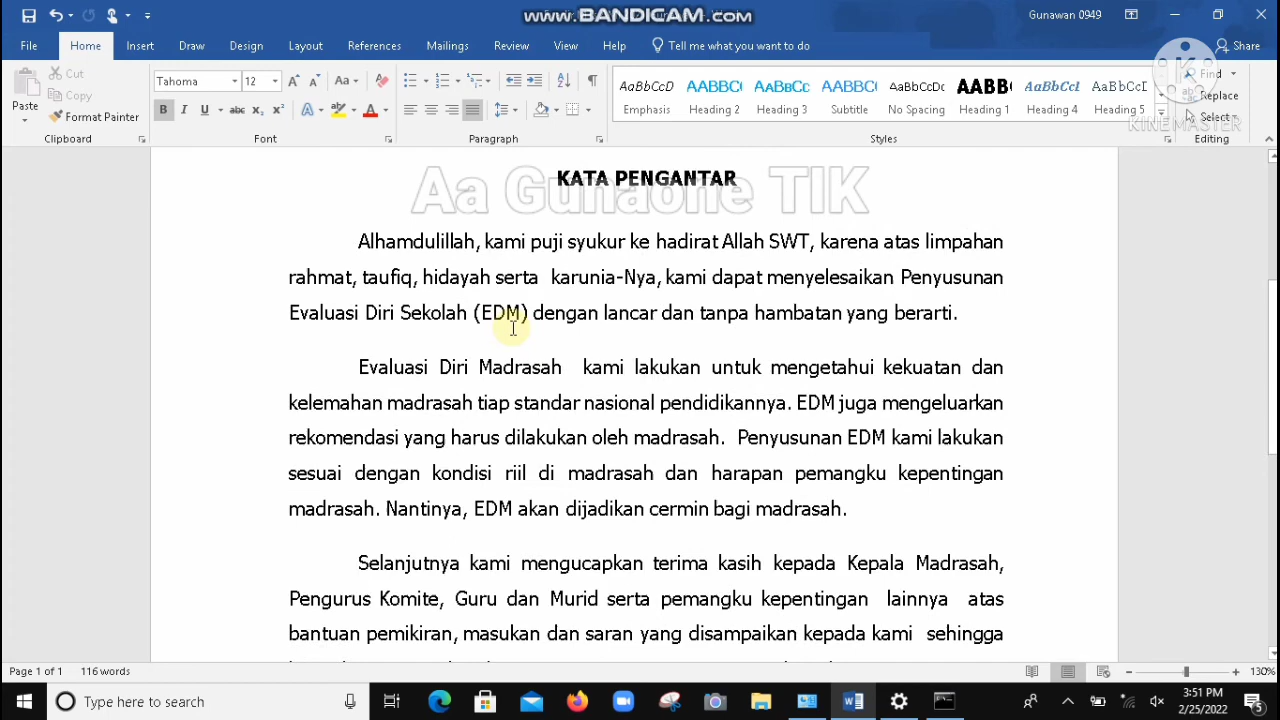 www.BANDICAM.com
Gunawan 0949
File Home Insert Draw Design Layout References Mailings Review View Help Tell me what you want to do Share
Paste
Cut
Copy
Format Painter
Clipboard
Tahoma 12
Font
Paragraph
AaBbCcD Emphasis
AABBC( Heading 2
AABBCC Heading 3
AABBC( Subtitle
AaBbCcDc No Spacing
AABB( Heading 1
AaBbCcI Heading 4
AaBbCcI Heading 5
Styles
Find
Replace
Select
Editing
KINEMASTER
Aa Gunaone TIK
KATA PENGANTAR
Alhamdulillah, kami puji syukur ke hadirat Allah SWT, karena atas limpahan
rahmat, taufiq, hidayah serta karunia-Nya, kami dapat menyelesaikan Penyusunan
Evaluasi Diri Sekolah (EDM) dengan lancar dan tanpa hambatan yang berarti.
Evaluasi Diri Madrasah kami lakukan untuk mengetahui kekuatan dan
kelemahan madrasah tiap standar nasional pendidikannya. EDM juga mengeluarkan
rekomendasi yang harus dilakukan oleh madrasah. Penyusunan EDM kami lakukan
sesuai dengan kondisi riil di madrasah dan harapan pemangku kepentingan
madrasah. Nantinya, EDM akan dijadikan cermin bagi madrasah.
Selanjutnya kami mengucapkan terima kasih kepada Kepala Madrasah,
Pengurus Komite, Guru dan Murid serta pemangku kepentingan lainnya atas
bantuan pemikiran, masukan dan saran yang disampaikan kepada kami sehingga
Page 1 of 1 116 words 130%
Type here to search
3:51 PM
2/25/2022
5